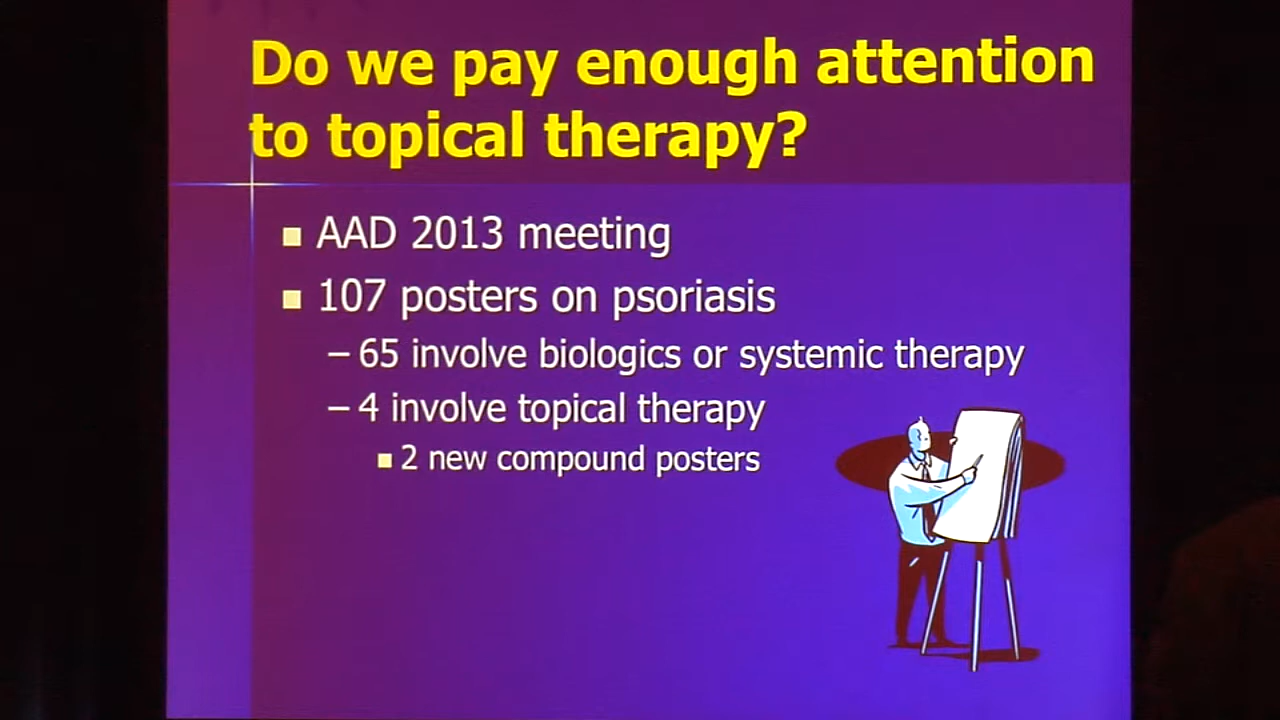 Do we pay enough attention
to topical therapy?
AAD 2013 meeting
107 posters on psoriasis
– 65 involve biologics or systemic therapy
– 4 involve topical therapy
2 new compound posters